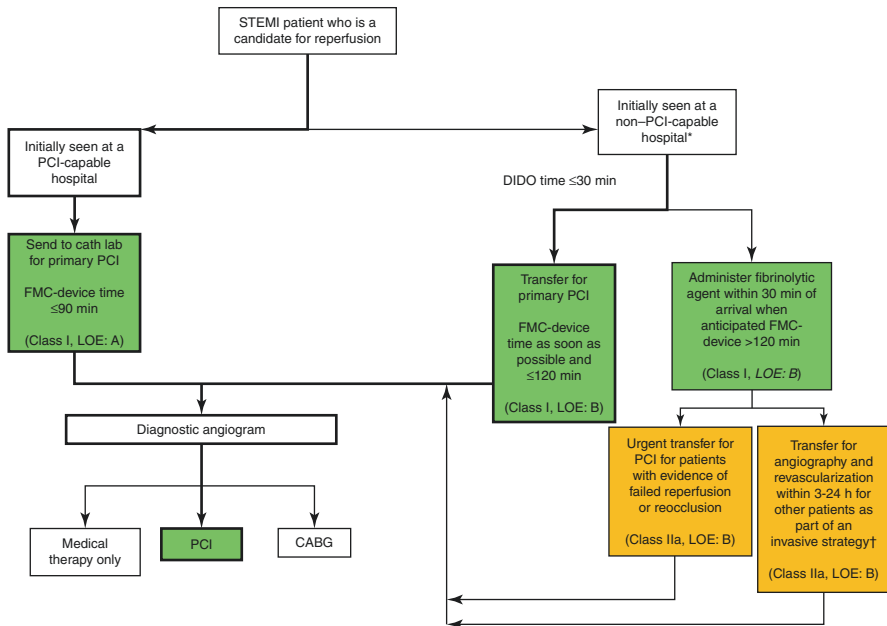 STEMI patient who is a
candidate for reperfusion
Initially seen at a
non–PCI-capable
hospital*
Initially seen at a
PCI-capable
hospital
DIDO time ≤30 min
Send to cath lab
for primary PCI
FMC-device time
≤90 min
(Class I, LOE: A)
Transfer for
primary PCI
FMC-device
time as soon as
possible and
≤120 min
(Class I, LOE: B)
Administer fibrinolytic
agent within 30 min of
arrival when
anticipated FMC-
device >120 min
(Class I, LOE: B)
Diagnostic angiogram
Urgent transfer for
PCI for patients
with evidence of
failed reperfusion
or reocclusion
(Class IIa, LOE: B)
Transfer for
angiography and
revascularization
within 3-24 h for
other patients as
part of an
invasive strategy†
(Class IIa, LOE: B)
Medical
therapy only
PCI
CABG